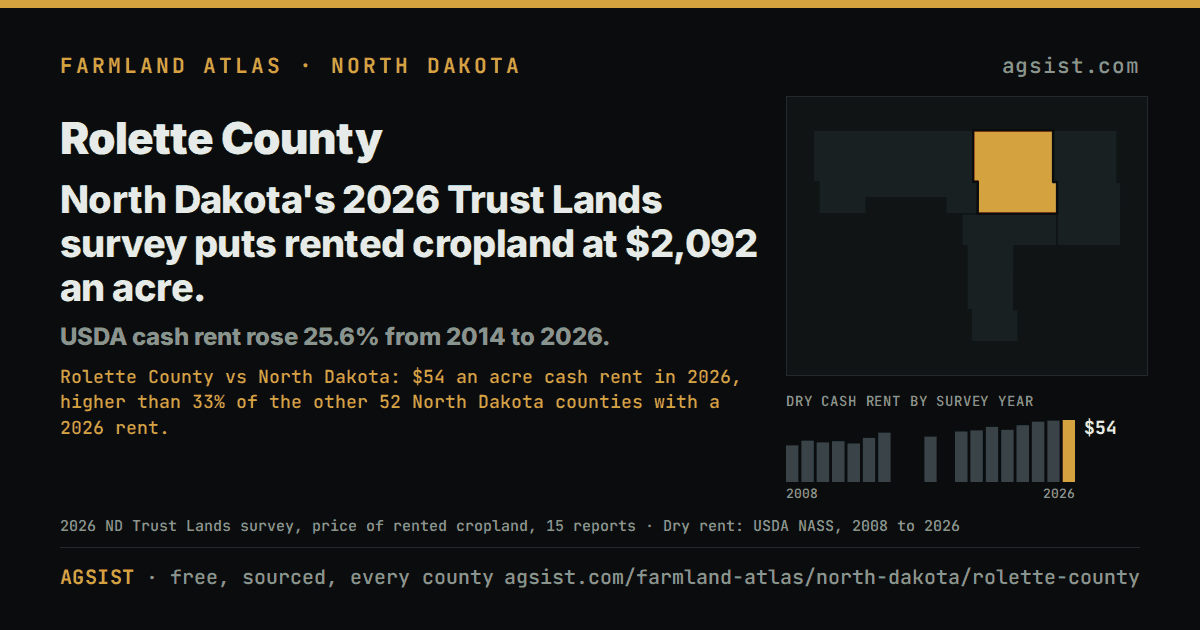 FARMLAND ATLAS · NORTH DAKOTA
agsist.com
Rolette County
North Dakota's 2026 Trust Lands
survey puts rented cropland at $2,092
an acre.
USDA cash rent rose 25.6% from 2014 to 2026.
Rolette County vs North Dakota: $54 an acre cash rent in 2026,
higher than 33% of the other 52 North Dakota counties with a
2026 rent.
DRY CASH RENT BY SURVEY YEAR
$54
2008
2026
2026 ND Trust Lands survey, price of rented cropland, 15 reports · Dry rent: USDA NASS, 2008 to 2026
AGSIST · free, sourced, every county agsist.com/farmland-atlas/north-dakota/rolette-county